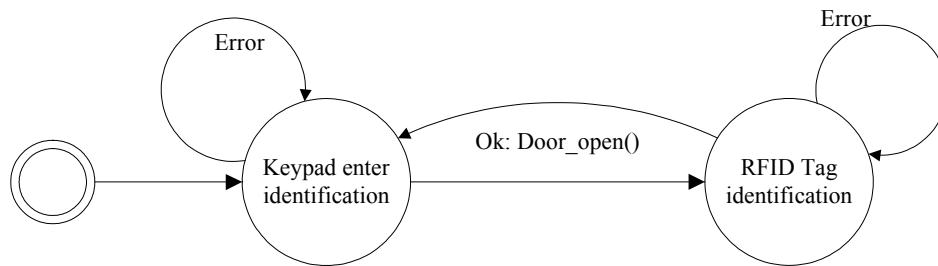 Error
Error
Ok: Door_open()
Keypad enter
identification
RFID Tag
identification